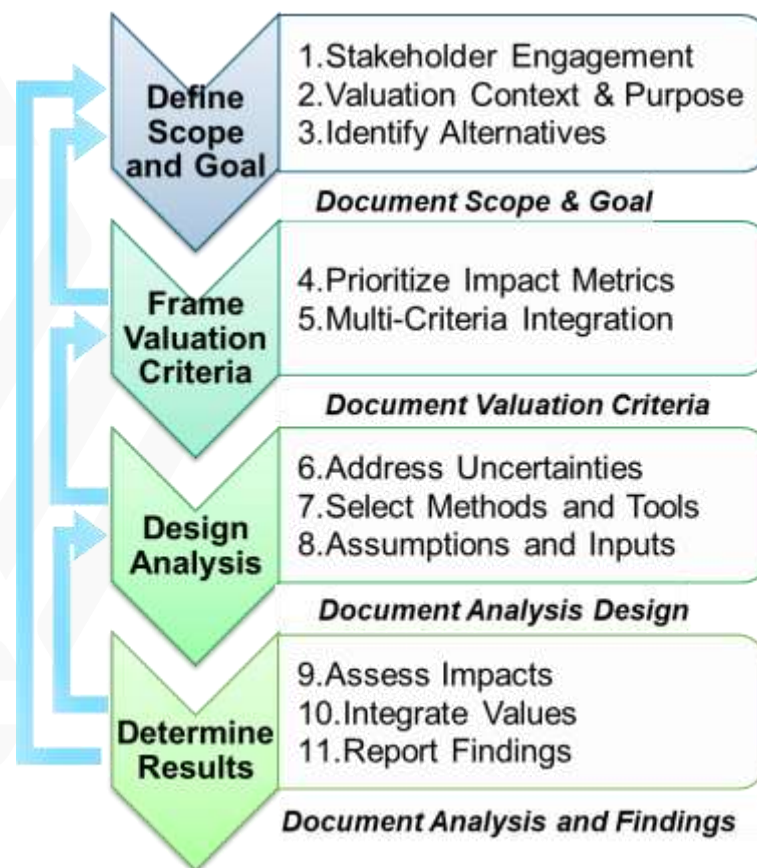 Define
Scope
and Goal
1.Stakeholder Engagement
2.Valuation Context & Purpose
3.Identify Alternatives
Document Scope & Goal
Frame
Valuation
Criteria
4.Prioritize Impact Metrics
5.Multi-Criteria Integration
Document Valuation Criteria
Design
Analysis
6.Address Uncertainties
7.Select Methods and Tools
8.Assumptions and Inputs
Document Analysis Design
Determine
Results
9.Assess Impacts
10.Integrate Values
11.Report Findings
Document Analysis and Findings